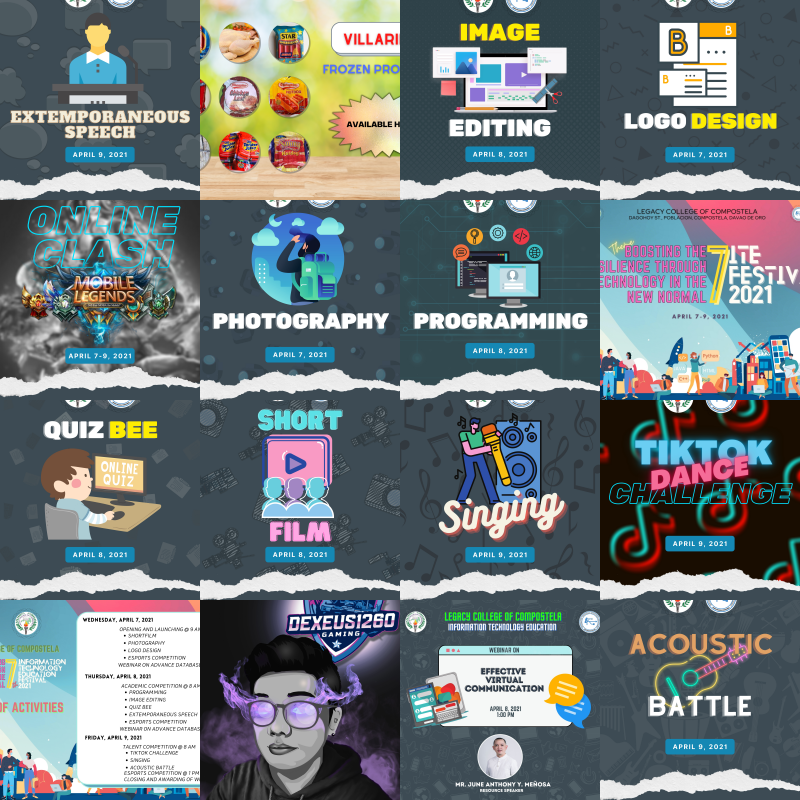 EXTEMPORANEOUS
SPEECH
APRIL 9, 2021
STAR
VILLARI
FROZEN PRO
AVAILABLE H
IMAGE
EDITING
APRIL 8, 2021
B
B
B
LOGO DESIGN
APRIL 7, 2021
ONLINE
CLASH
MOBILE
LEGENDS
APRIL 7-9, 2021
PHOTOGRAPHY
APRIL 7, 2021
PROGRAMMING
APRIL 8, 2021
LEGACY COLLEGE OF COMPOSTELA
DAGOHOY ST., POBLACION, COMPOSTELA, DAVAO DE ORO
Theme:
BOOSTING THE
SILIENCE THROUGH
ECHNOLOGY IN THE
NEW NORMAL
7
ITE
FESTIV
2021
APRIL 7-9, 2021
Python
QUIZ BEE
ONLINE
QUIZ
APRIL 8, 2021
SHORT
FILM
APRIL 8, 2021
Singing
APRIL 9, 2021
TIKTOK
DANCE
CHALLENGE
APRIL 9, 2021
GE OF COMPOSTELA
7
INFORMATION
TECHNOLOGY
EDUCATION
FESTIVAL
2021
OF ACTIVITIES
WEDNESDAY, APRIL 7, 2021
OPENING AND LAUNCHING @ 9 AM
• SHORTFILM
• PHOTOGRAPHY
• LOGO DESIGN
• ESPORTS COMPETITION
WEBINAR ON ADVANCE DATABAS
THURSDAY, APRIL 8, 2021
ACADEMIC COMPETITION @ 8 AM
• PROGRAMMING
• IMAGE EDITING
• QUIZ BEE
• EXTEMPORANEOUS SPEECH
• ESPORTS COMPETITION
WEBINAR ON ADVANCE DATABAS
FRIDAY, APRIL 9, 2021
TALENT COMPETITION @ 8 AM
• TIKTOK CHALLENGE
• SINGING
• ACOUSTIC BATTLE
ESPORTS COMPETITION @ 1 PM
CLOSING AND AWARDING OF W
DEXEUS1260
GAMING
LEGACY COLLEGE OF COMPOSTELA
INFORMATION TECHNOLOGY EDUCATION
WEBINAR ON
EFFECTIVE
VIRTUAL
COMMUNICATION
APRIL 8, 2021
1:00 PM
MR. JUNE ANTHONY Y. MEÑOSA
RESOURCE SPEAKER
ACOUSTIC
BATTLE
APRIL 9, 2021